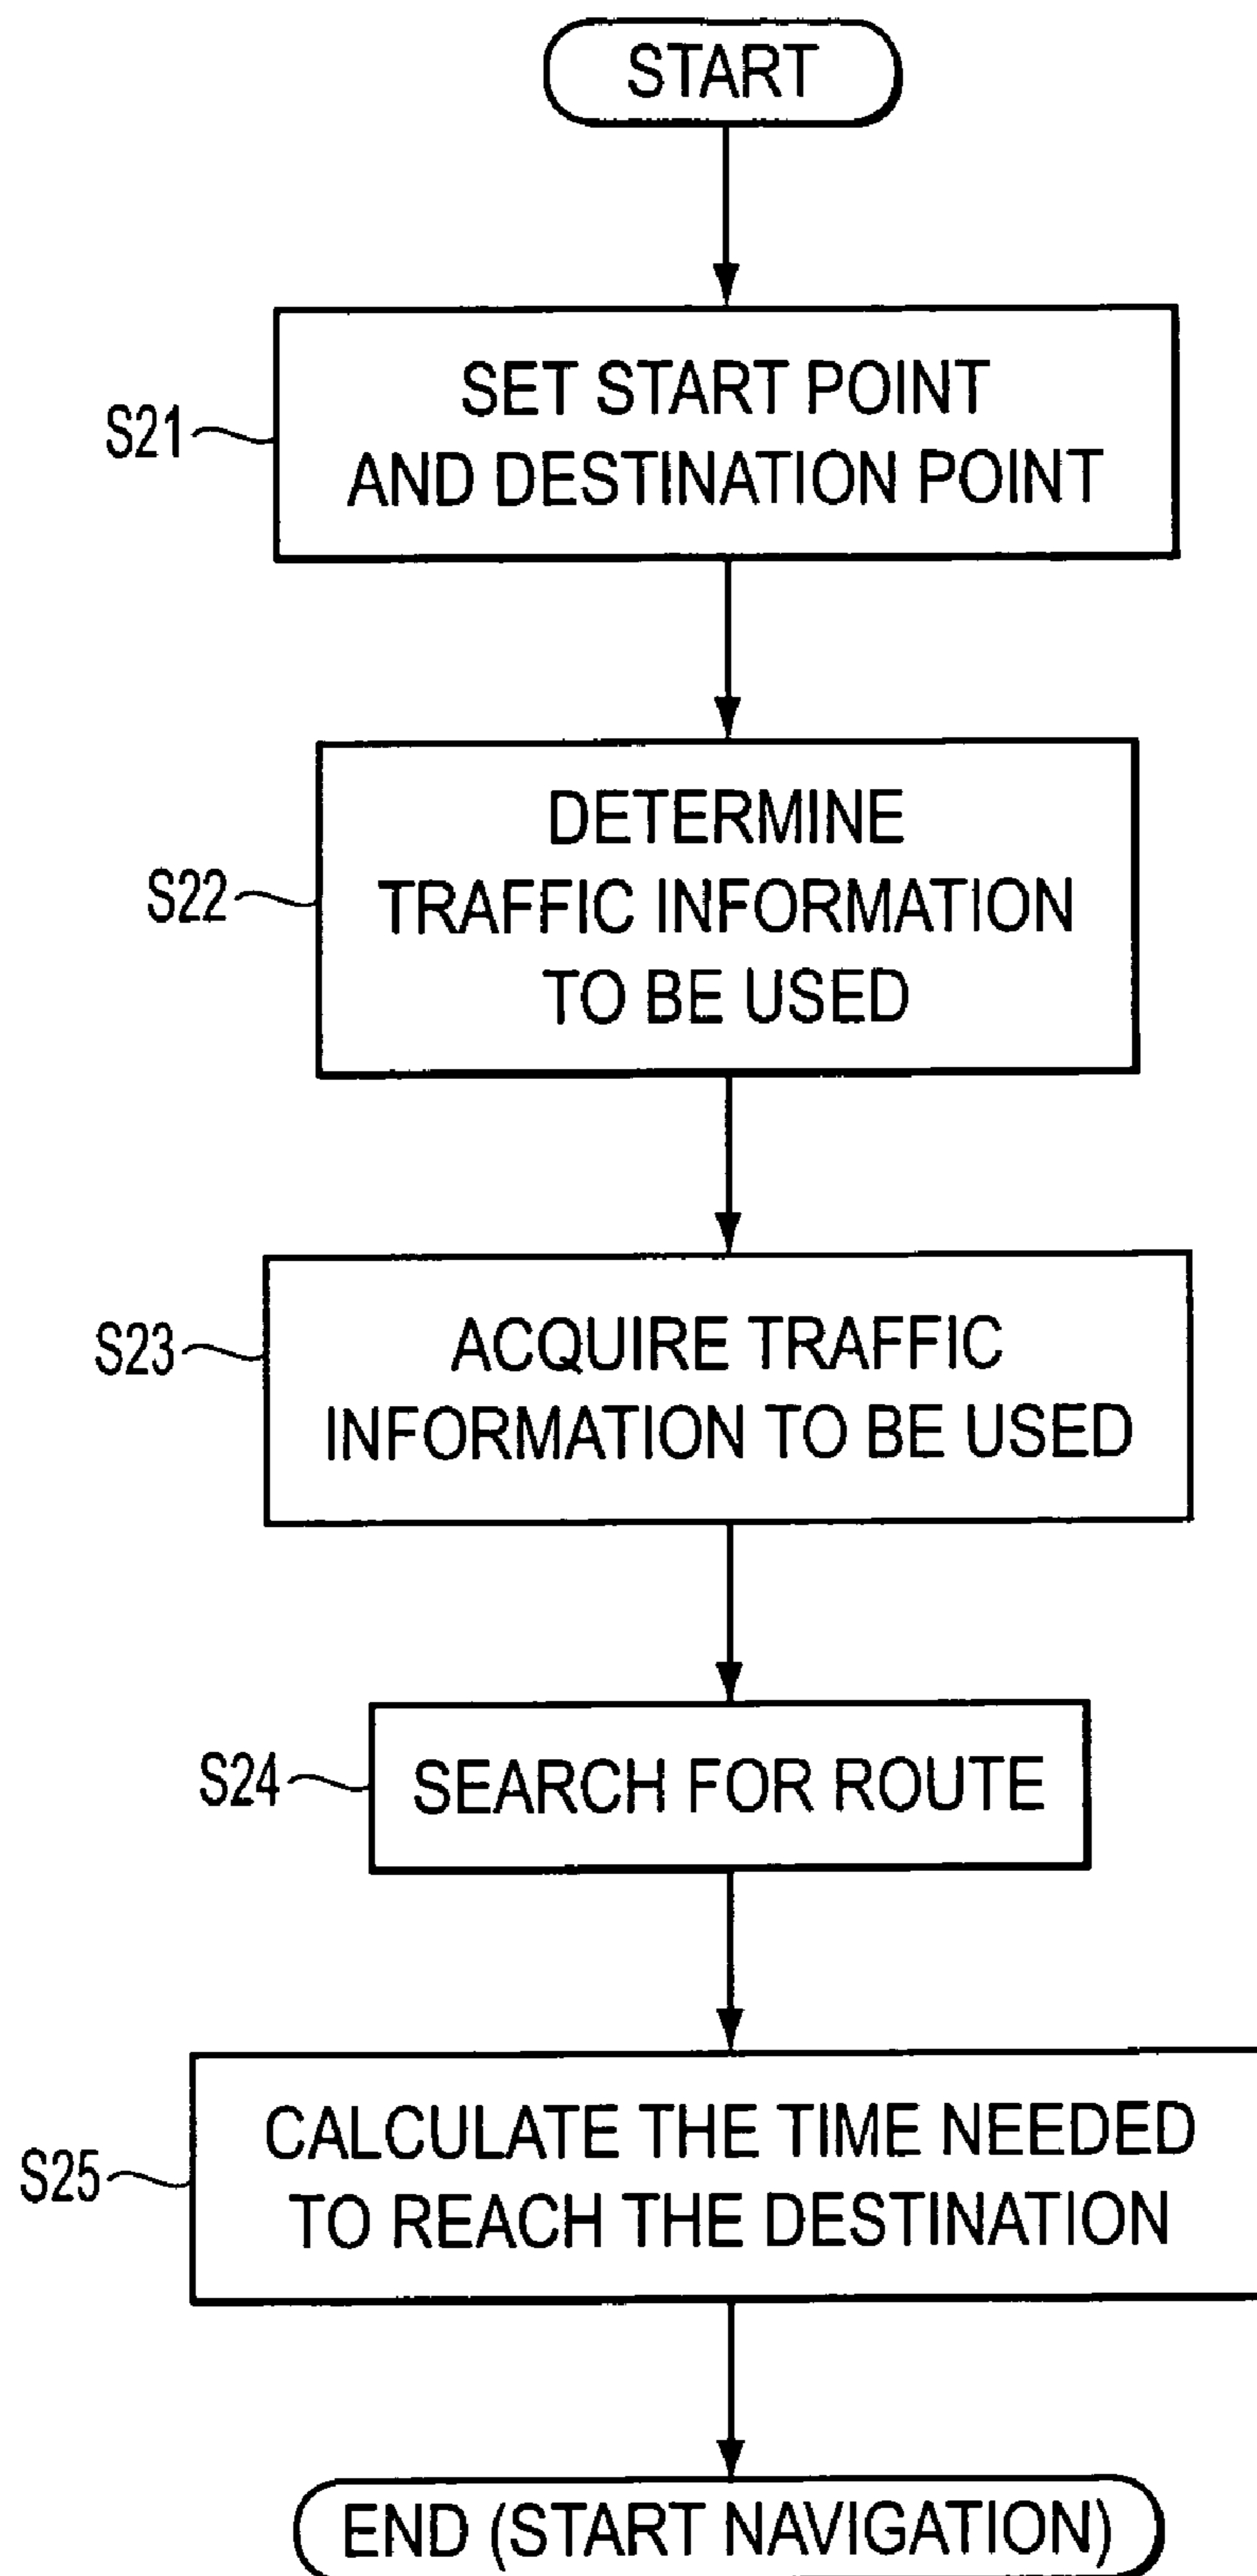 START
S21
SET START POINT
AND DESTINATION POINT
S22
DETERMINE
TRAFFIC INFORMATION
TO BE USED
S23
ACQUIRE TRAFFIC
INFORMATION TO BE USED
S24
SEARCH FOR ROUTE
S25
CALCULATE THE TIME NEEDED
TO REACH THE DESTINATION
END (START NAVIGATION)